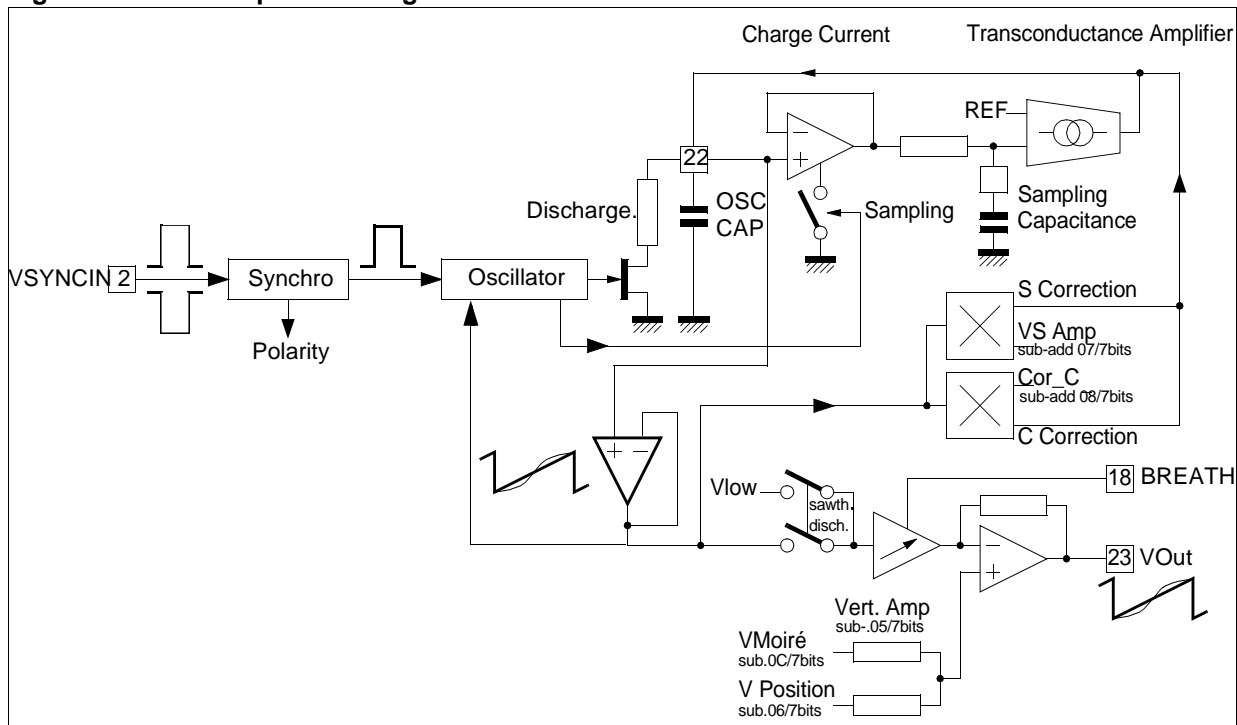 Charge Current
Transconductance Amplifier
REF
22
Discharge.
OSC
CAP
Sampling
Sampling
Capacitance
VSYNCIN 2
Synchro
Oscillator
Polarity
S Correction
VS_Amp
sub-add 07/7bits
Cor_C
sub-add 08/7bits
C Correction
Vlow
sawth.
disch.
18 BREATH
23 VOut
Vert. Amp
sub-.05/7bits
VMoiré
sub.0C/7bits
V Position
sub.06/7bits